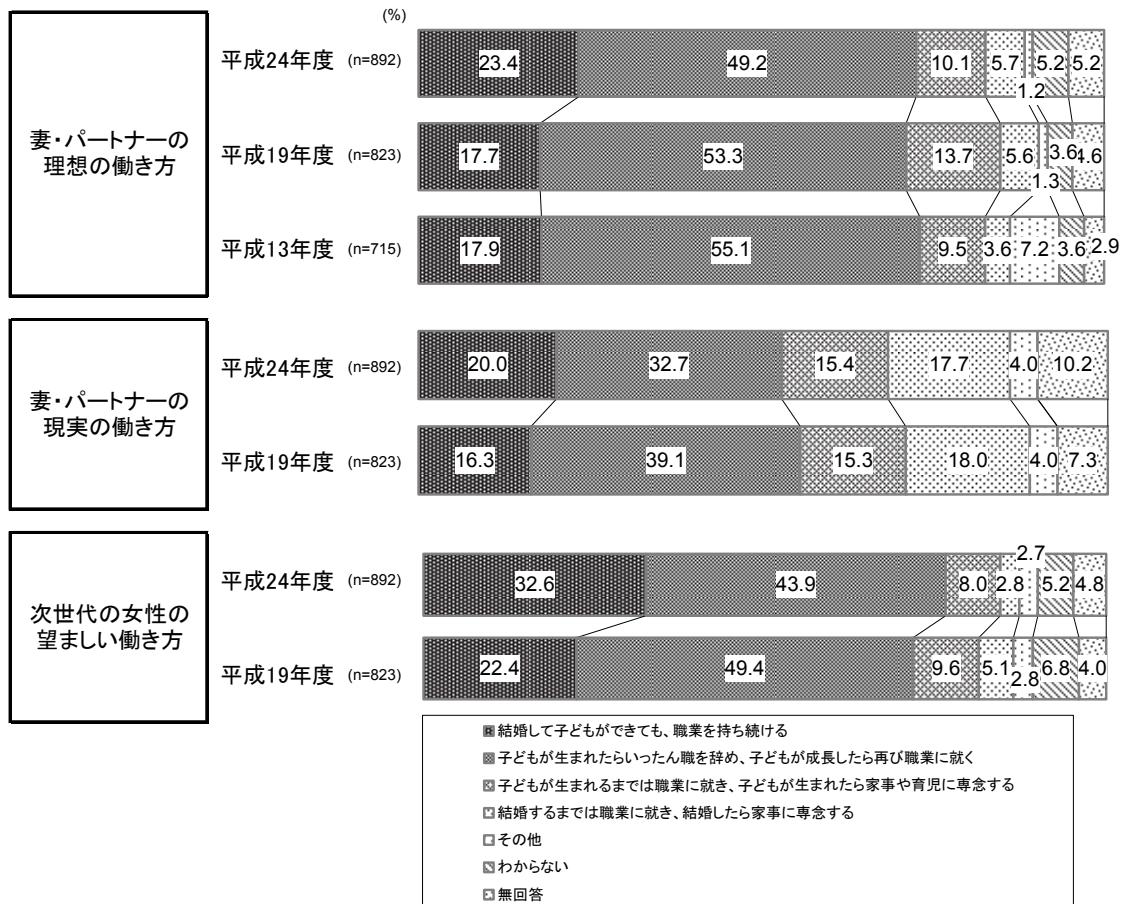 (%)
妻・パートナーの
理想の働き方
平成24年度 (n=892) 23.4 49.2 10.1 5.7 1.2 5.2 5.2
平成19年度 (n=823) 17.7 53.3 13.7 5.6 1.3 3.6 4.6
平成13年度 (n=715) 17.9 55.1 9.5 3.6 7.2 3.6 2.9
妻・パートナーの
現実の働き方
平成24年度 (n=892) 20.0 32.7 15.4 17.7 4.0 10.2
平成19年度 (n=823) 16.3 39.1 15.3 18.0 4.0 7.3
次世代の女性の
望ましい働き方
平成24年度 (n=892) 32.6 43.9 8.0 2.8 2.7 5.2 4.8
平成19年度 (n=823) 22.4 49.4 9.6 5.1 2.8 6.8 4.0
結婚して子どもができても、職業を持ち続ける
子どもが生まれたらいったん職を辞め、子どもが成長したら再び職業に就く
子どもが生まれるまでは職業に就き、子どもが生まれたら家事や育児に専念する
結婚するまでは職業に就き、結婚したら家事に専念する
その他
わからない
無回答